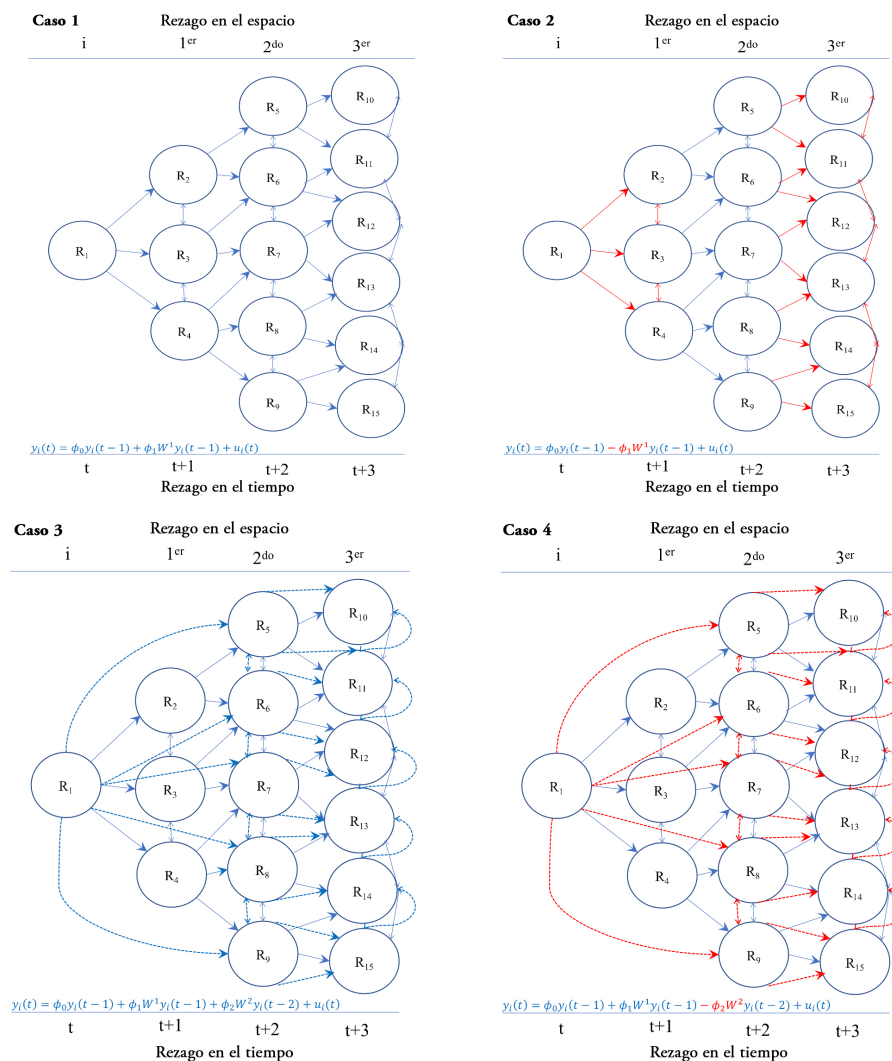 Caso 1 Rezago en el espacio
i 1er 2do 3er
R5 R10
R2 R6 R11
R1 R3 R7 R12
R4 R8 R13
R9 R14
R15
yᵢ(t) = ϕ₀yᵢ(t − 1) + ϕ₁W¹yᵢ(t − 1) + uᵢ(t)
t t+1 t+2 t+3
Rezago en el tiempo
Caso 2 Rezago en el espacio
i 1er 2do 3er
R5 R10
R2 R6 R11
R1 R3 R7 R12
R4 R8 R13
R9 R14
R15
yᵢ(t) = ϕ₀yᵢ(t − 1) − ϕ₁W¹yᵢ(t − 1) + uᵢ(t)
t t+1 t+2 t+3
Rezago en el tiempo
Caso 3 Rezago en el espacio
i 1er 2do 3er
R5 R10
R2 R6 R11
R1 R3 R7 R12
R4 R8 R13
R9 R14
R15
yᵢ(t) = ϕ₀yᵢ(t − 1) + ϕ₁W¹yᵢ(t − 1) + ϕ₂W²yᵢ(t − 2) + uᵢ(t)
t t+1 t+2 t+3
Rezago en el tiempo
Caso 4 Rezago en el espacio
i 1er 2do 3er
R5 R10
R2 R6 R11
R1 R3 R7 R12
R4 R8 R13
R9 R14
R15
yᵢ(t) = ϕ₀yᵢ(t − 1) + ϕ₁W¹yᵢ(t − 1) − ϕ₂W²yᵢ(t − 2) + uᵢ(t)
t t+1 t+2 t+3
Rezago en el tiempo